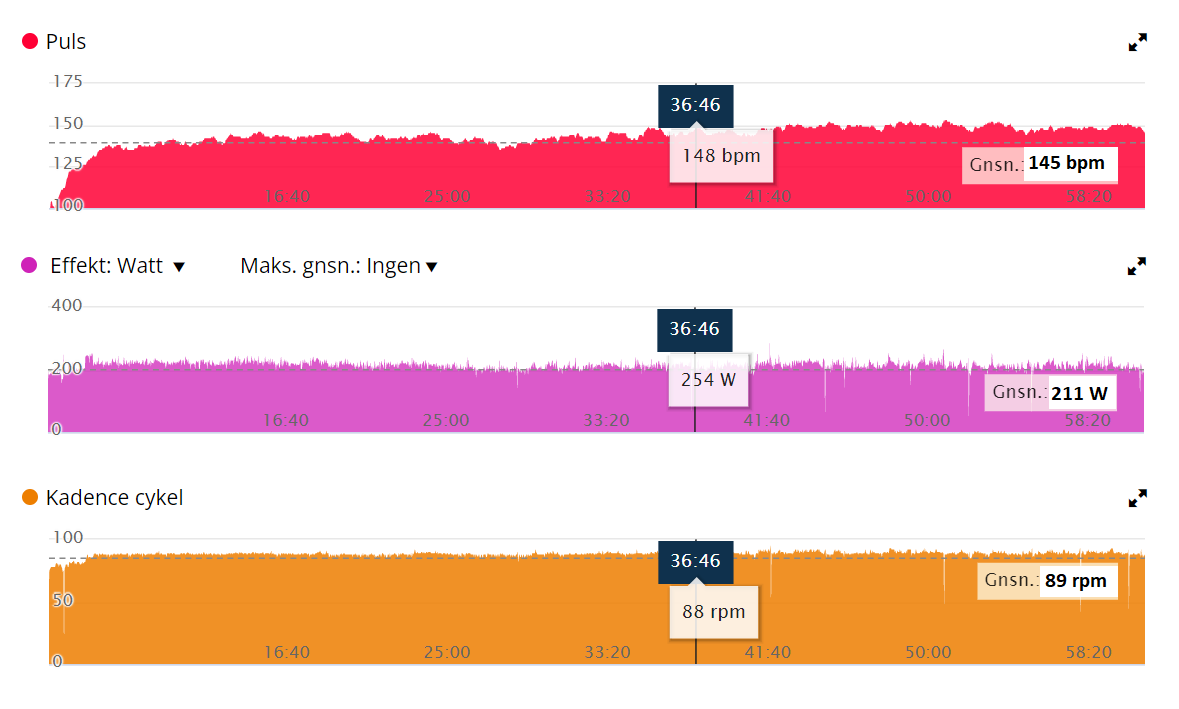 Puls
175
36:46
150
148 bpm
125
Gnsn.: 145 bpm
100
16:40 25:00 33:20 41:40 50:00 58:20
Effekt: Watt ▼ Maks. gnsn.: Ingen ▼
400
36:46
200
254 W
Gnsn.: 211 W
16:40 25:00 33:20 41:40 50:00 58:20
0
Kadence cykel
100
36:46
Gnsn.: 89 rpm
50
88 rpm
16:40 25:00 33:20 41:40 50:00 58:20
0